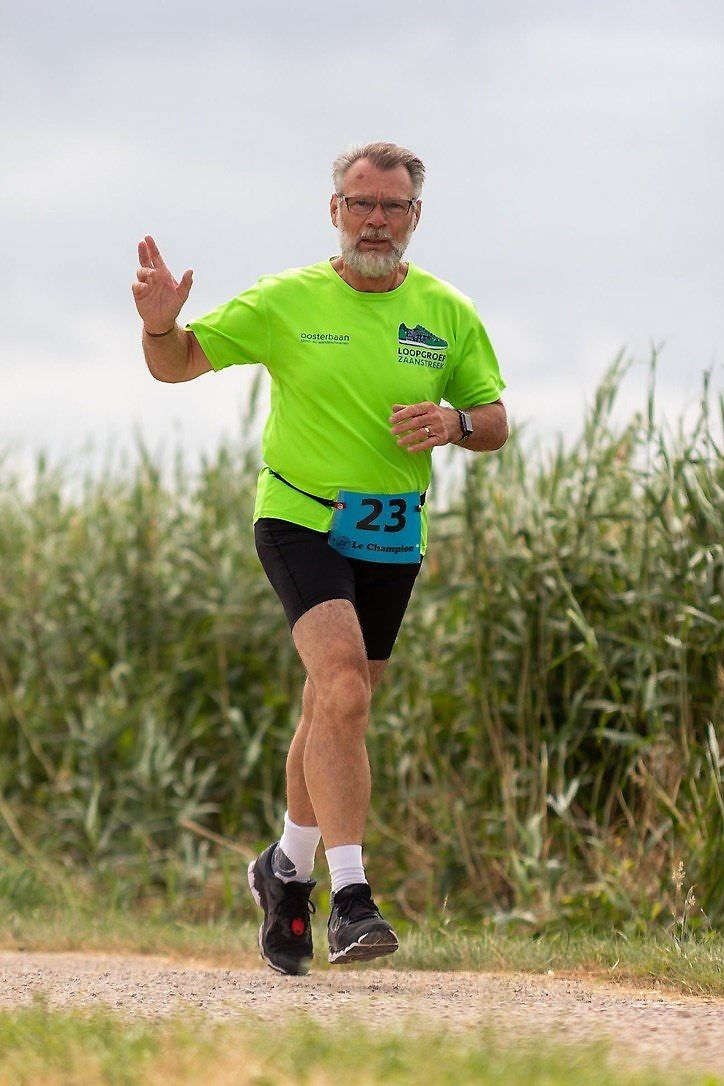 oosterbaan
LOOPGROEP
ZAANSTREEK
23
Le Champion